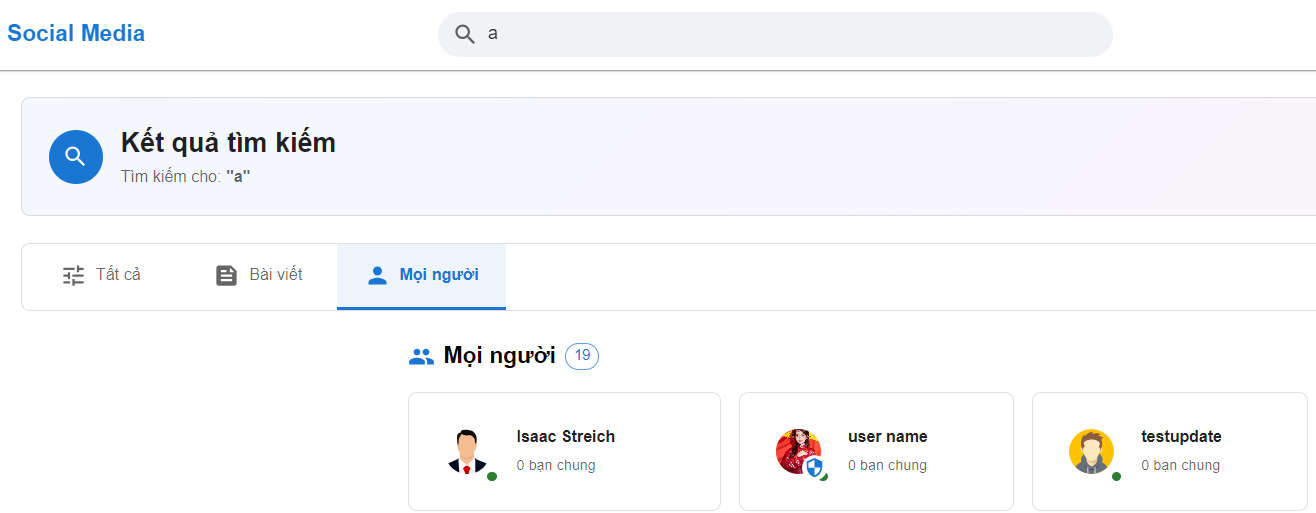 Social Media
a
Kết quả tìm kiếm
Tìm kiếm cho: "a"
Tất cả
Bài viết
Mọi người
Mọi người 19
Isaac Streich
0 bạn chung
user name
0 bạn chung
testupdate
0 bạn chung